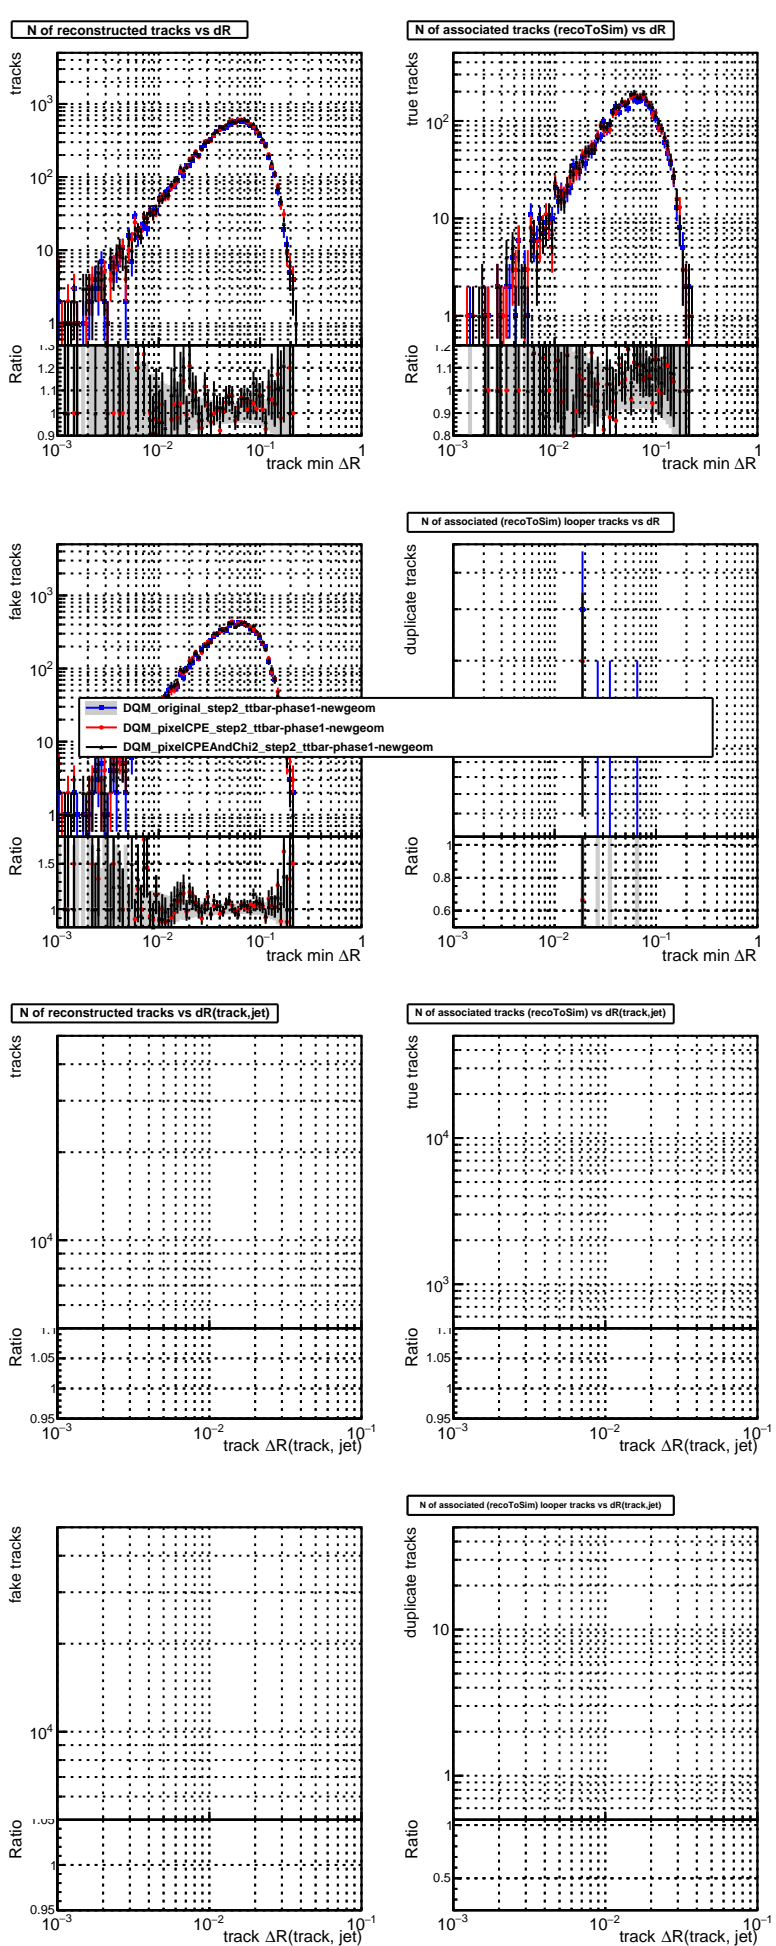 N of reconstructed tracks vs dR
tracks
10³
10²
10
1
Ratio
1.3
1.2
1.1
1
0.9
10⁻³ 10⁻² 10⁻¹ 1
track min ΔR
N of associated tracks (recoToSim) vs dR
true tracks
10²
10
1
Ratio
1.2
1.1
1
0.9
0.8
10⁻³ 10⁻² 10⁻¹ 1
track min ΔR
fake tracks
10³
10²
10
1
Ratio
1.5
1
10⁻³ 10⁻² 10⁻¹ 1
track min ΔR
N of associated (recoToSim) looper tracks vs dR
duplicate tracks
Ratio
1
0.8
0.6
10⁻³ 10⁻² 10⁻¹ 1
track min ΔR
DQM_original_step2_ttbar-phase1-newgeom
DQM_pixelCPE_step2_ttbar-phase1-newgeom
DQM_pixelCPEAndChi2_step2_ttbar-phase1-newgeom
N of reconstructed tracks vs dR(track,jet)
tracks
10⁴
Ratio
1.1
1.05
1
0.95
10⁻³ 10⁻² 10⁻¹
track ΔR(track, jet)
N of associated tracks (recoToSim) vs dR(track,jet)
true tracks
10⁴
10³
Ratio
1.1
1.05
1
0.95
10⁻³ 10⁻² 10⁻¹
track ΔR(track, jet)
fake tracks
10⁴
Ratio
1.05
1
0.95
10⁻³ 10⁻² 10⁻¹
track ΔR(track, jet)
N of associated (recoToSim) looper tracks vs dR(track,jet)
duplicate tracks
10
1
Ratio
1
0.5
10⁻³ 10⁻² 10⁻¹
track ΔR(track, jet)